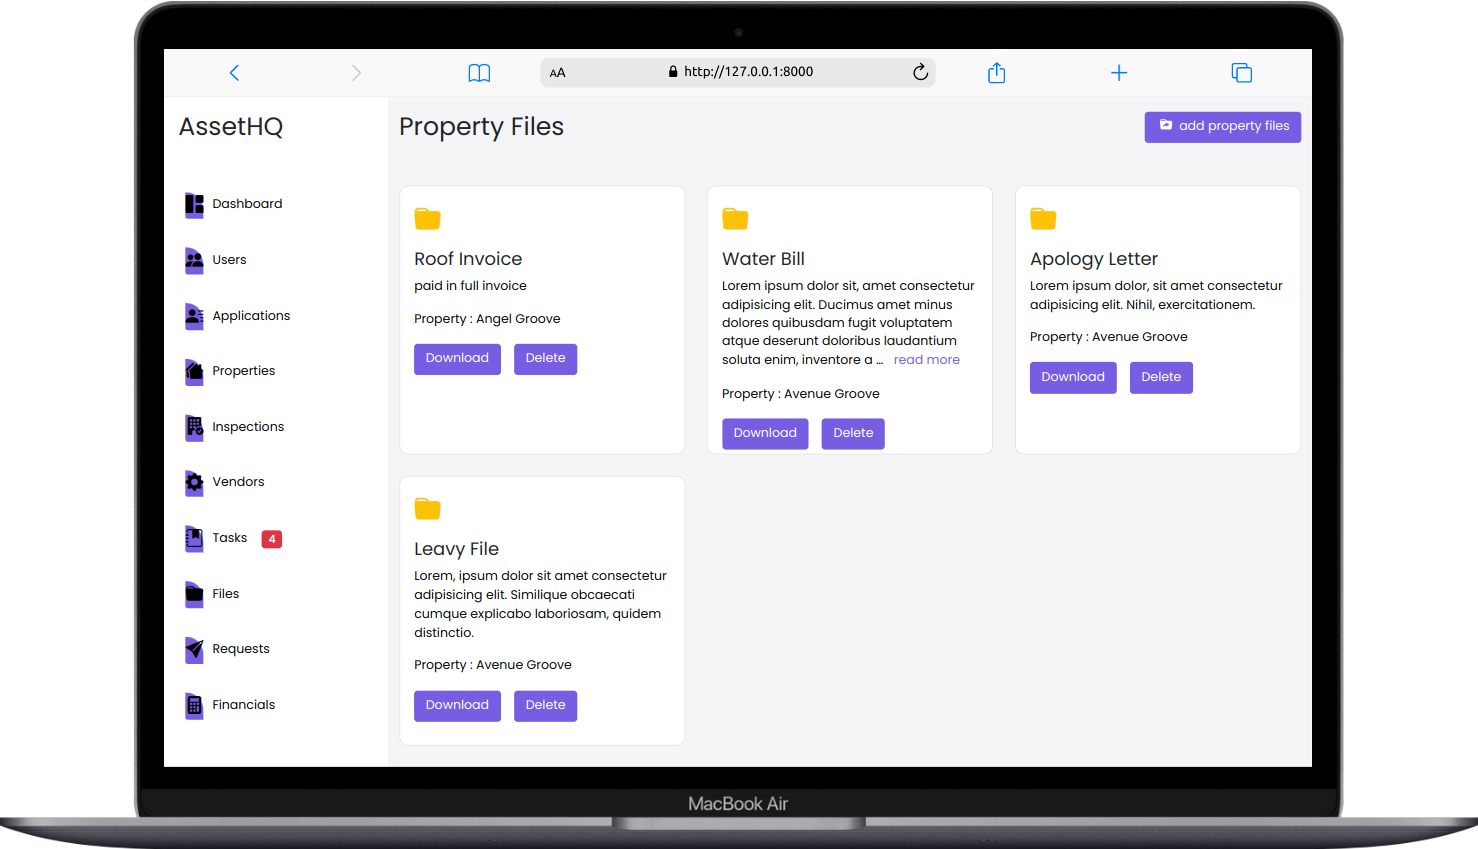 AA
http://127.0.0.1:8000
AssetHQ
Dashboard
Users
Applications
Properties
Inspections
Vendors
Tasks 4
Files
Requests
Financials
Property Files
add property files
Roof Invoice
paid in full invoice
Property : Angel Groove
Download Delete
Water Bill
Lorem ipsum dolor sit, amet consectetur
adipisicing elit. Ducimus amet minus
dolores quibusdam fugit voluptatem
atque deserunt doloribus laudantium
soluta enim, inventore a ... read more
Property : Avenue Groove
Download Delete
Apology Letter
Lorem ipsum dolor, sit amet consectetur
adipisicing elit. Nihil, exercitationem.
Property : Avenue Groove
Download Delete
Leavy File
Lorem, ipsum dolor sit amet consectetur
adipisicing elit. Similique obcaecati
cumque explicabo laboriosam, quidem
distinctio.
Property : Avenue Groove
Download Delete
MacBook Air